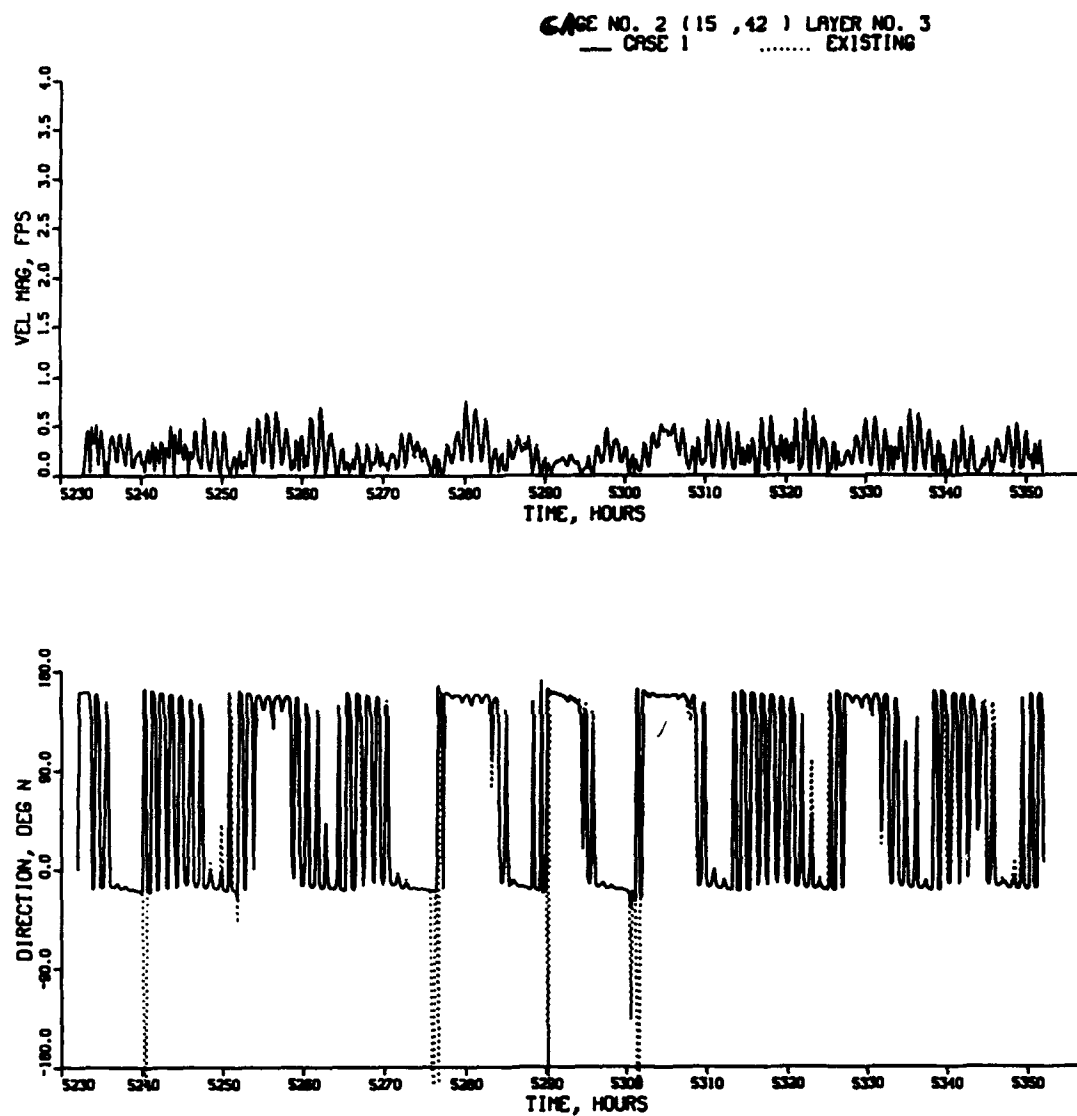 GAGE NO. 2 (15 ,42 ) LAYER NO. 3
CASE 1 EXISTING
4.0
3.5
3.0
2.5
2.0
1.5
1.0
0.5
0.0
VEL MAG, FPS
5230 5240 5250 5260 5270 5280 5290 5300 5310 5320 5330 5340 5350
TIME, HOURS
180.0
90.0
0.0
-90.0
-180.0
DIRECTION, DEG N
5230 5240 5250 5260 5270 5280 5290 5300 5310 5320 5330 5340 5350
TIME, HOURS